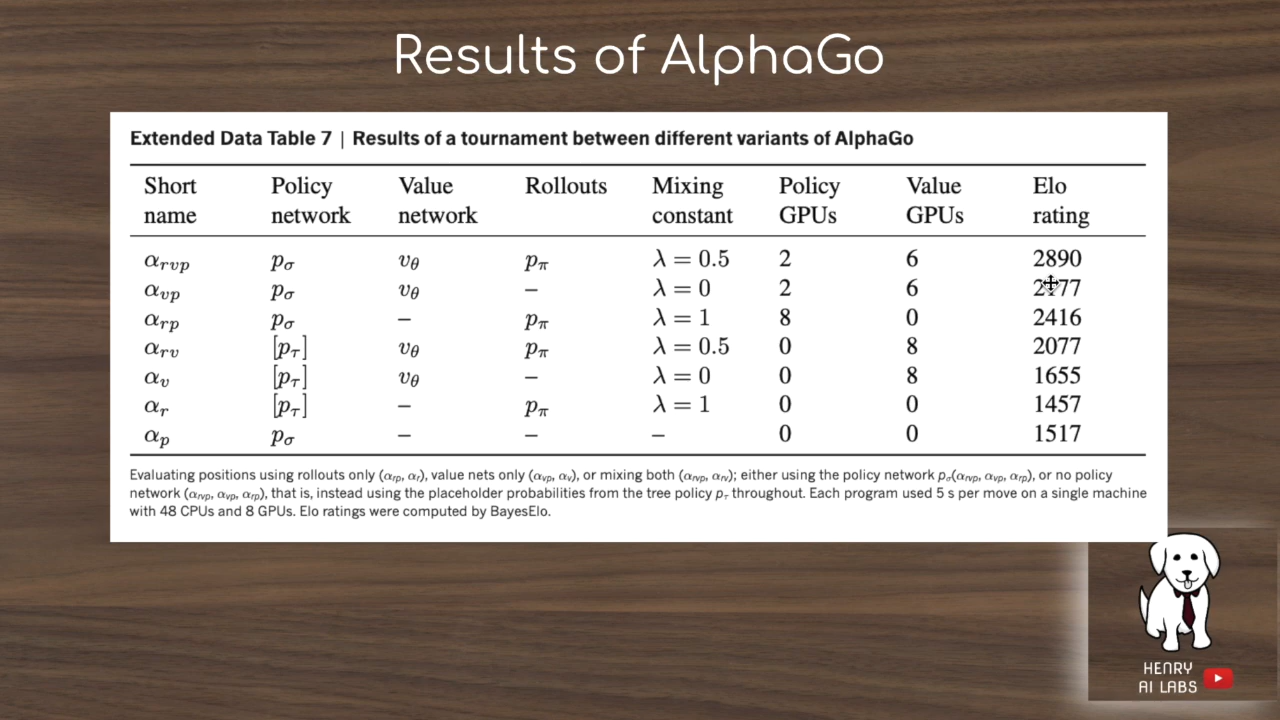 Results of AlphaGo
Extended Data Table 7 | Results of a tournament between different variants of AlphaGo
Short name Policy network Value network Rollouts Mixing constant Policy GPUs Value GPUs Elo rating
α_rvp p_σ v_θ p_π λ = 0.5 2 6 2890
α_vp p_σ v_θ – λ = 0 2 6
α_rp p_σ – p_π λ = 1 8 0 2416
α_rv [p_τ] v_θ p_π λ = 0.5 0 8 2077
α_v [p_τ] v_θ – λ = 0 0 8 1655
α_r [p_τ] – p_π λ = 1 0 0 1457
α_p p_σ – – – 0 0 1517
Evaluating positions using rollouts only (α_rp, α_r), value nets only (α_vp, α_v), or mixing both (α_rvp, α_rv); either using the policy network p_σ(α_rvp, α_vp, α_rp), or no policy
network (α_rvp, α_vp, α_rp), that is, instead using the placeholder probabilities from the tree policy p_τ throughout. Each program used 5 s per move on a single machine
with 48 CPUs and 8 GPUs. Elo ratings were computed by BayesElo.
HENRY
AI LABS